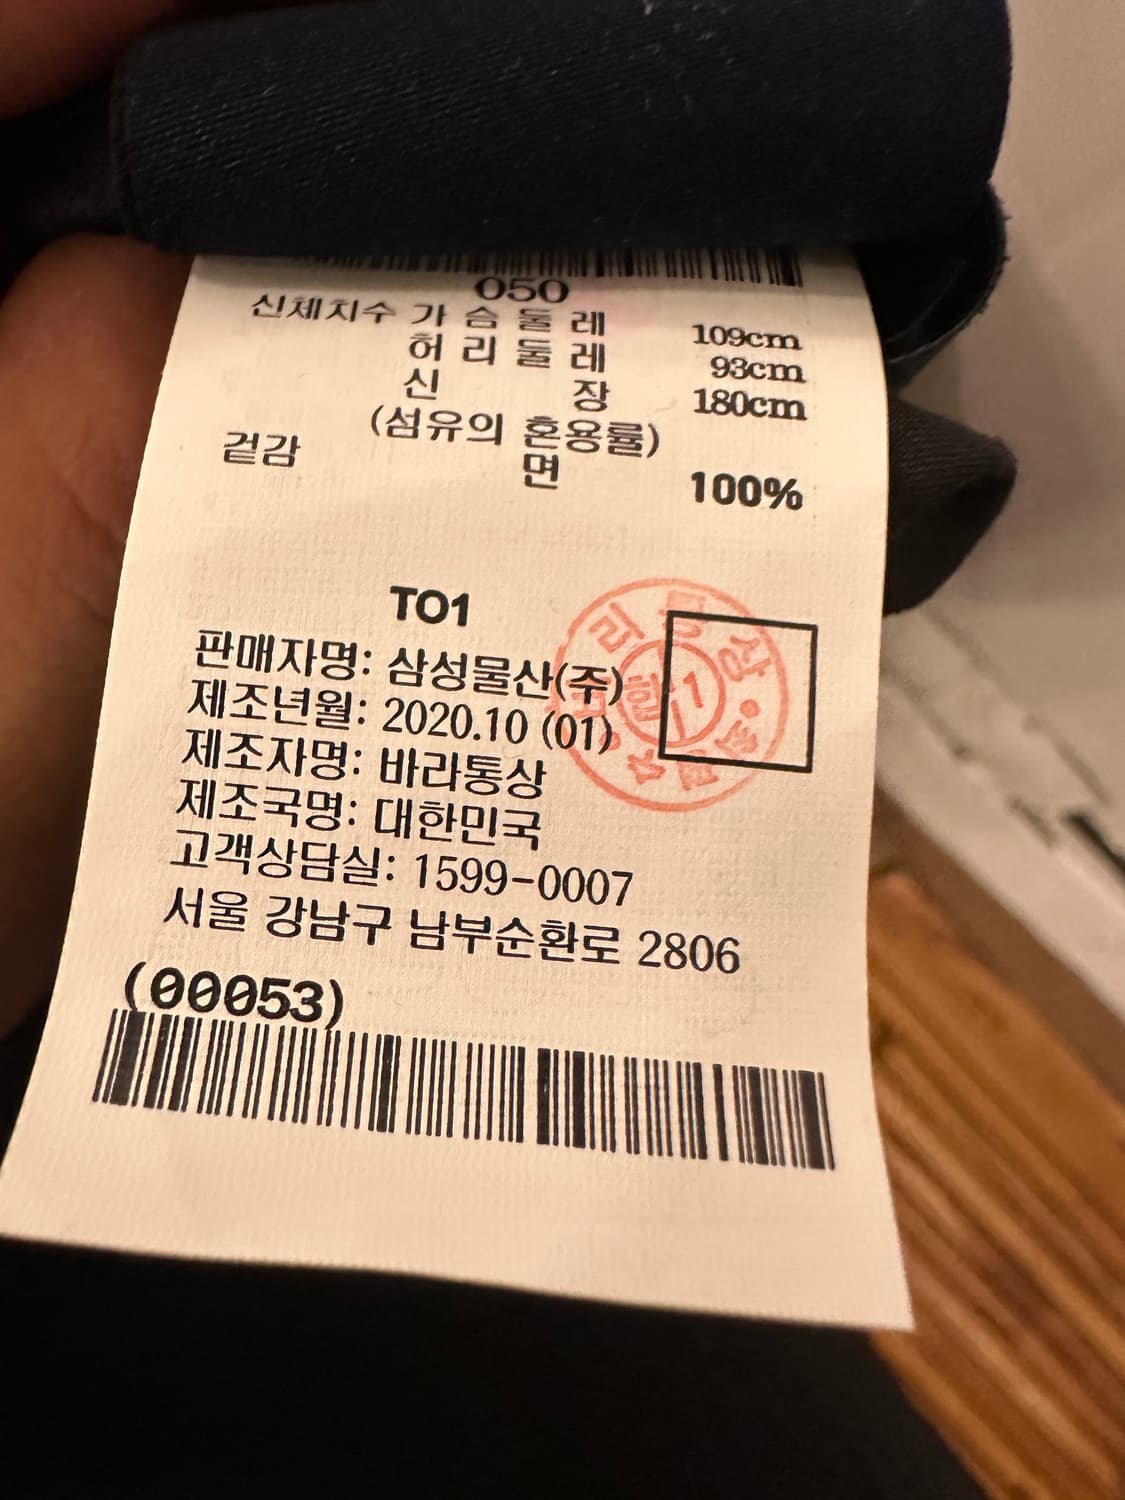 050
신체치수 가슴둘레 109cm
허리둘레 93cm
신장 180cm
(섬유의 혼용률)
겉감 면 100%
TO1
판매자명: 삼성물산(주)
제조년월: 2020.10 (01)
제조자명: 바라통상
제조국명: 대한민국
고객상담실: 1599-0007
서울 강남구 남부순환로 2806
(00053)